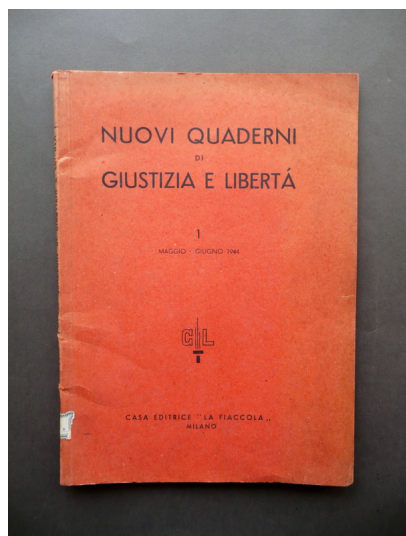 NUOVI QUADERNI
DI
GIUSTIZIA E LIBERTÁ
1
MAGGIO - GIUGNO 1944
GL
CASA EDITRICE "LA FIACCOLA„
MILANO